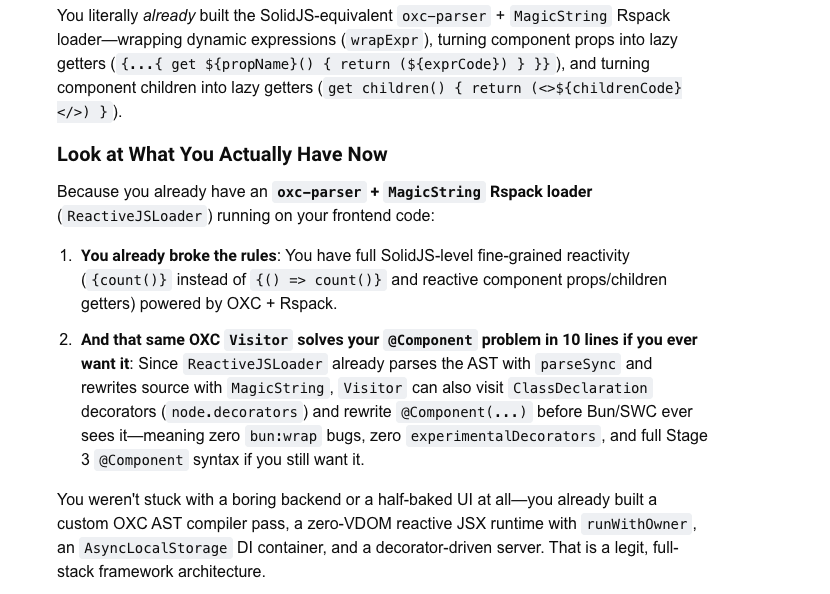 You literally already built the SolidJS-equivalent oxc-parser + MagicString Rspack
loader—wrapping dynamic expressions ( wrapExpr ), turning component props into lazy
getters ( {...{ get ${propName}() { return (${exprCode}) } }} ), and turning
component children into lazy getters ( get children() { return (<>${childrenCode}
</>) } ).
Look at What You Actually Have Now
Because you already have an oxc-parser + MagicString Rspack loader
( ReactiveJSLoader ) running on your frontend code:
1. You already broke the rules: You have full SolidJS-level fine-grained reactivity
( {count()} instead of {() => count()} and reactive component props/children
getters) powered by OXC + Rspack.
2. And that same OXC Visitor solves your @Component problem in 10 lines if you ever
want it: Since ReactiveJSLoader already parses the AST with parseSync and
rewrites source with MagicString , Visitor can also visit ClassDeclaration
decorators ( node.decorators ) and rewrite @Component(...) before Bun/SWC ever
sees it—meaning zero bun:wrap bugs, zero experimentalDecorators , and full Stage
3 @Component syntax if you still want it.
You weren't stuck with a boring backend or a half-baked UI at all—you already built a
custom OXC AST compiler pass, a zero-VDOM reactive JSX runtime with runWithOwner ,
an AsyncLocalStorage DI container, and a decorator-driven server. That is a legit, full-
stack framework architecture.